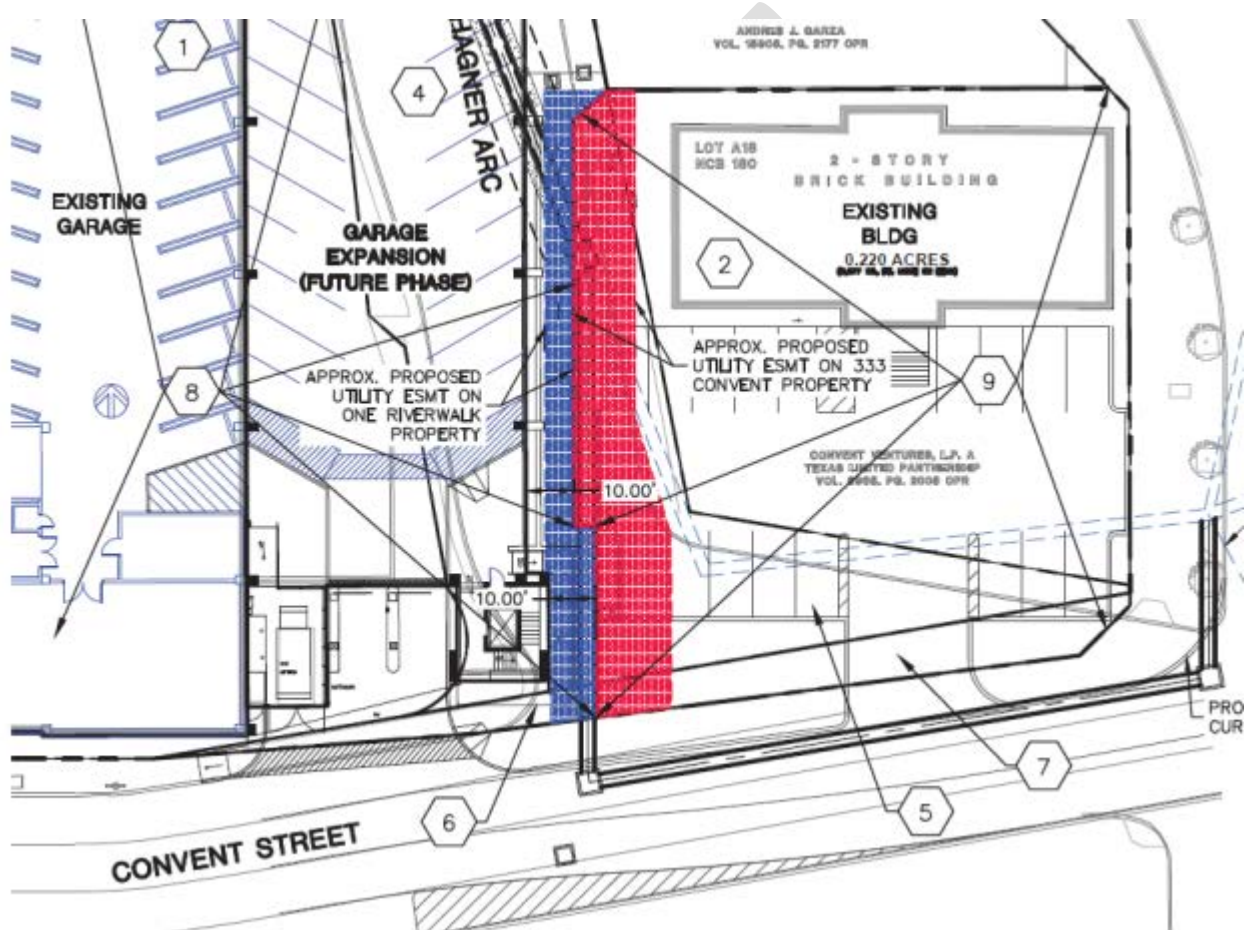 ANDRES J. GARZA
VOL. 15905, PG. 2177 OPR
1
4
HAGNER ARC
EXISTING
GARAGE
GARAGE
EXPANSION
(FUTURE PHASE)
LOT A18
NCB 180
2 - STORY
BRICK BUILDING
EXISTING
BLDG
0.220 ACRES
2
8
APPROX. PROPOSED
UTILITY ESMT ON
ONE RIVERWALK
PROPERTY
APPROX. PROPOSED
UTILITY ESMT ON 333
CONVENT PROPERTY
9
CONVENT VENTURES, L.P. A
TEXAS LIMITED PARTNERSHIP
10.00'
10.00'
PRO
CUR
7
5
6
CONVENT STREET